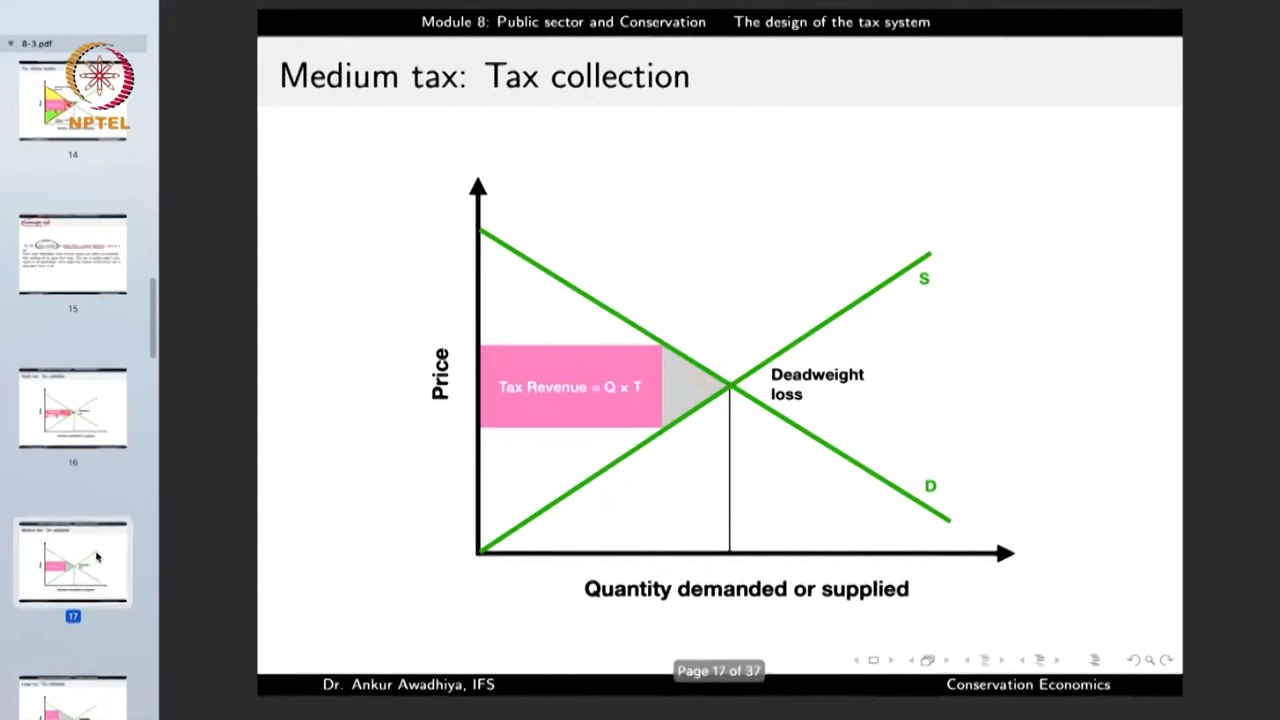 Module 8: Public sector and Conservation The design of the tax system
8-3.pdf
NPTEL
14
15
16
17
Medium tax: Tax collection
Price
Tax Revenue = Q x T
S
Deadweight
loss
D
Quantity demanded or supplied
Page 17 of 37
Dr. Ankur Awadhiya, IFS
Conservation Economics